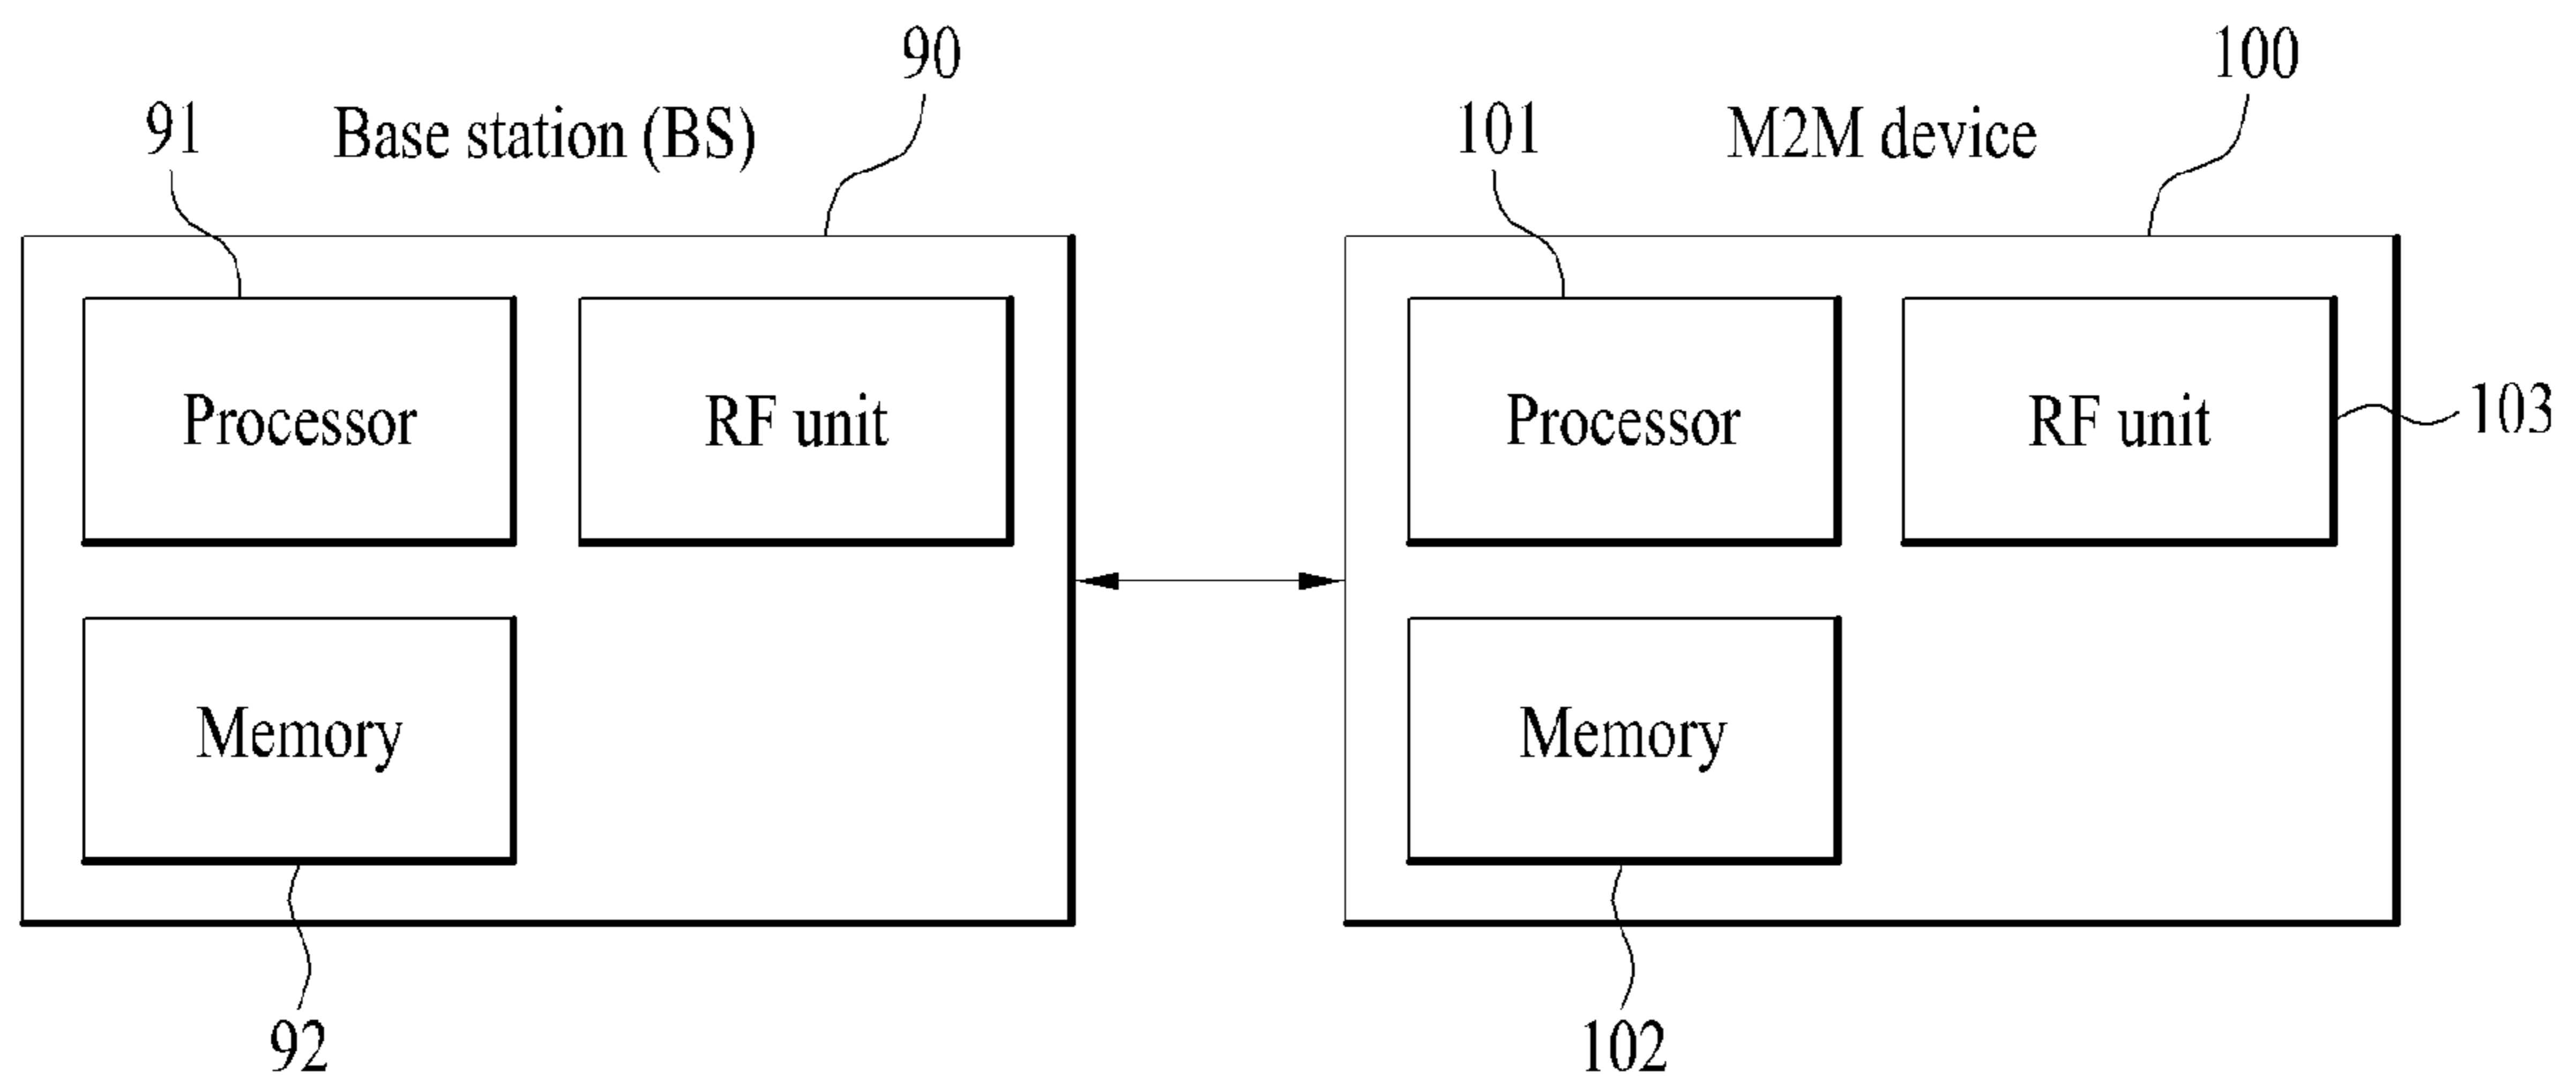 90
100
91
Base station (BS)
101
M2M device
Processor
RF unit
Processor
RF unit
103
Memory
Memory
92
102